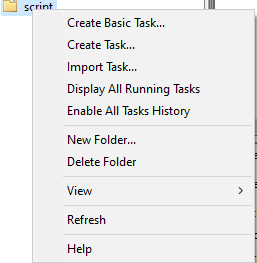 script
Create Basic Task...
Create Task...
Import Task...
Display All Running Tasks
Enable All Tasks History
New Folder...
Delete Folder
View
Refresh
Help